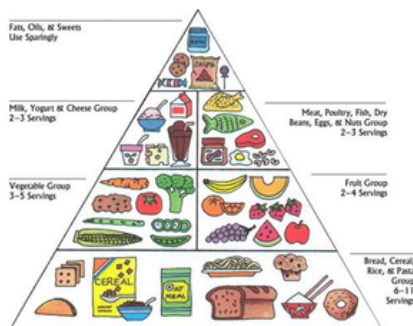 Fats, Oils, & Sweets
Use Sparingly
CHIPS
Milk, Yogurt & Cheese Group
2–3 Servings
Meat, Poultry, Fish, Dry
Beans, Eggs, & Nuts Group
2–3 Servings
Vegetable Group
3–5 Servings
Fruit Group
2–4 Servings
Bread, Cereal,
Rice, & Pasta
Group
6–11
Servings
CEREAL
OAT
MEAL